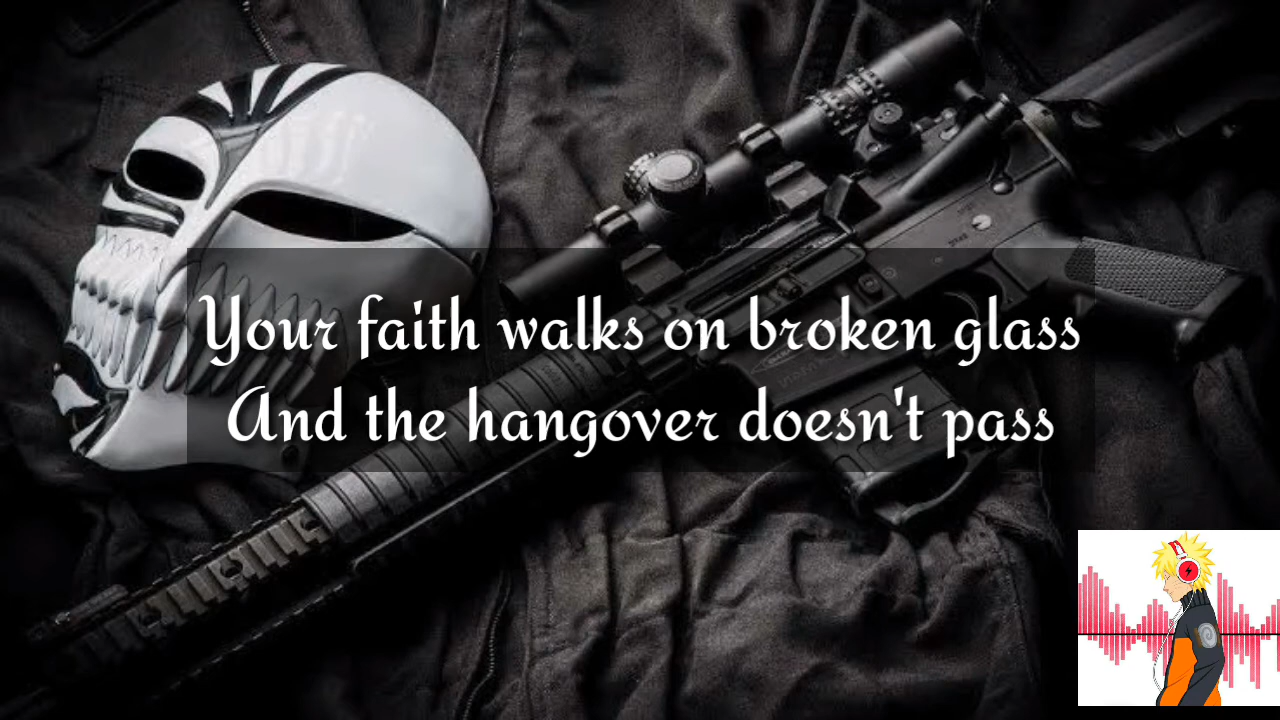 Your faith walks on broken glass
And the hangover doesn't pass